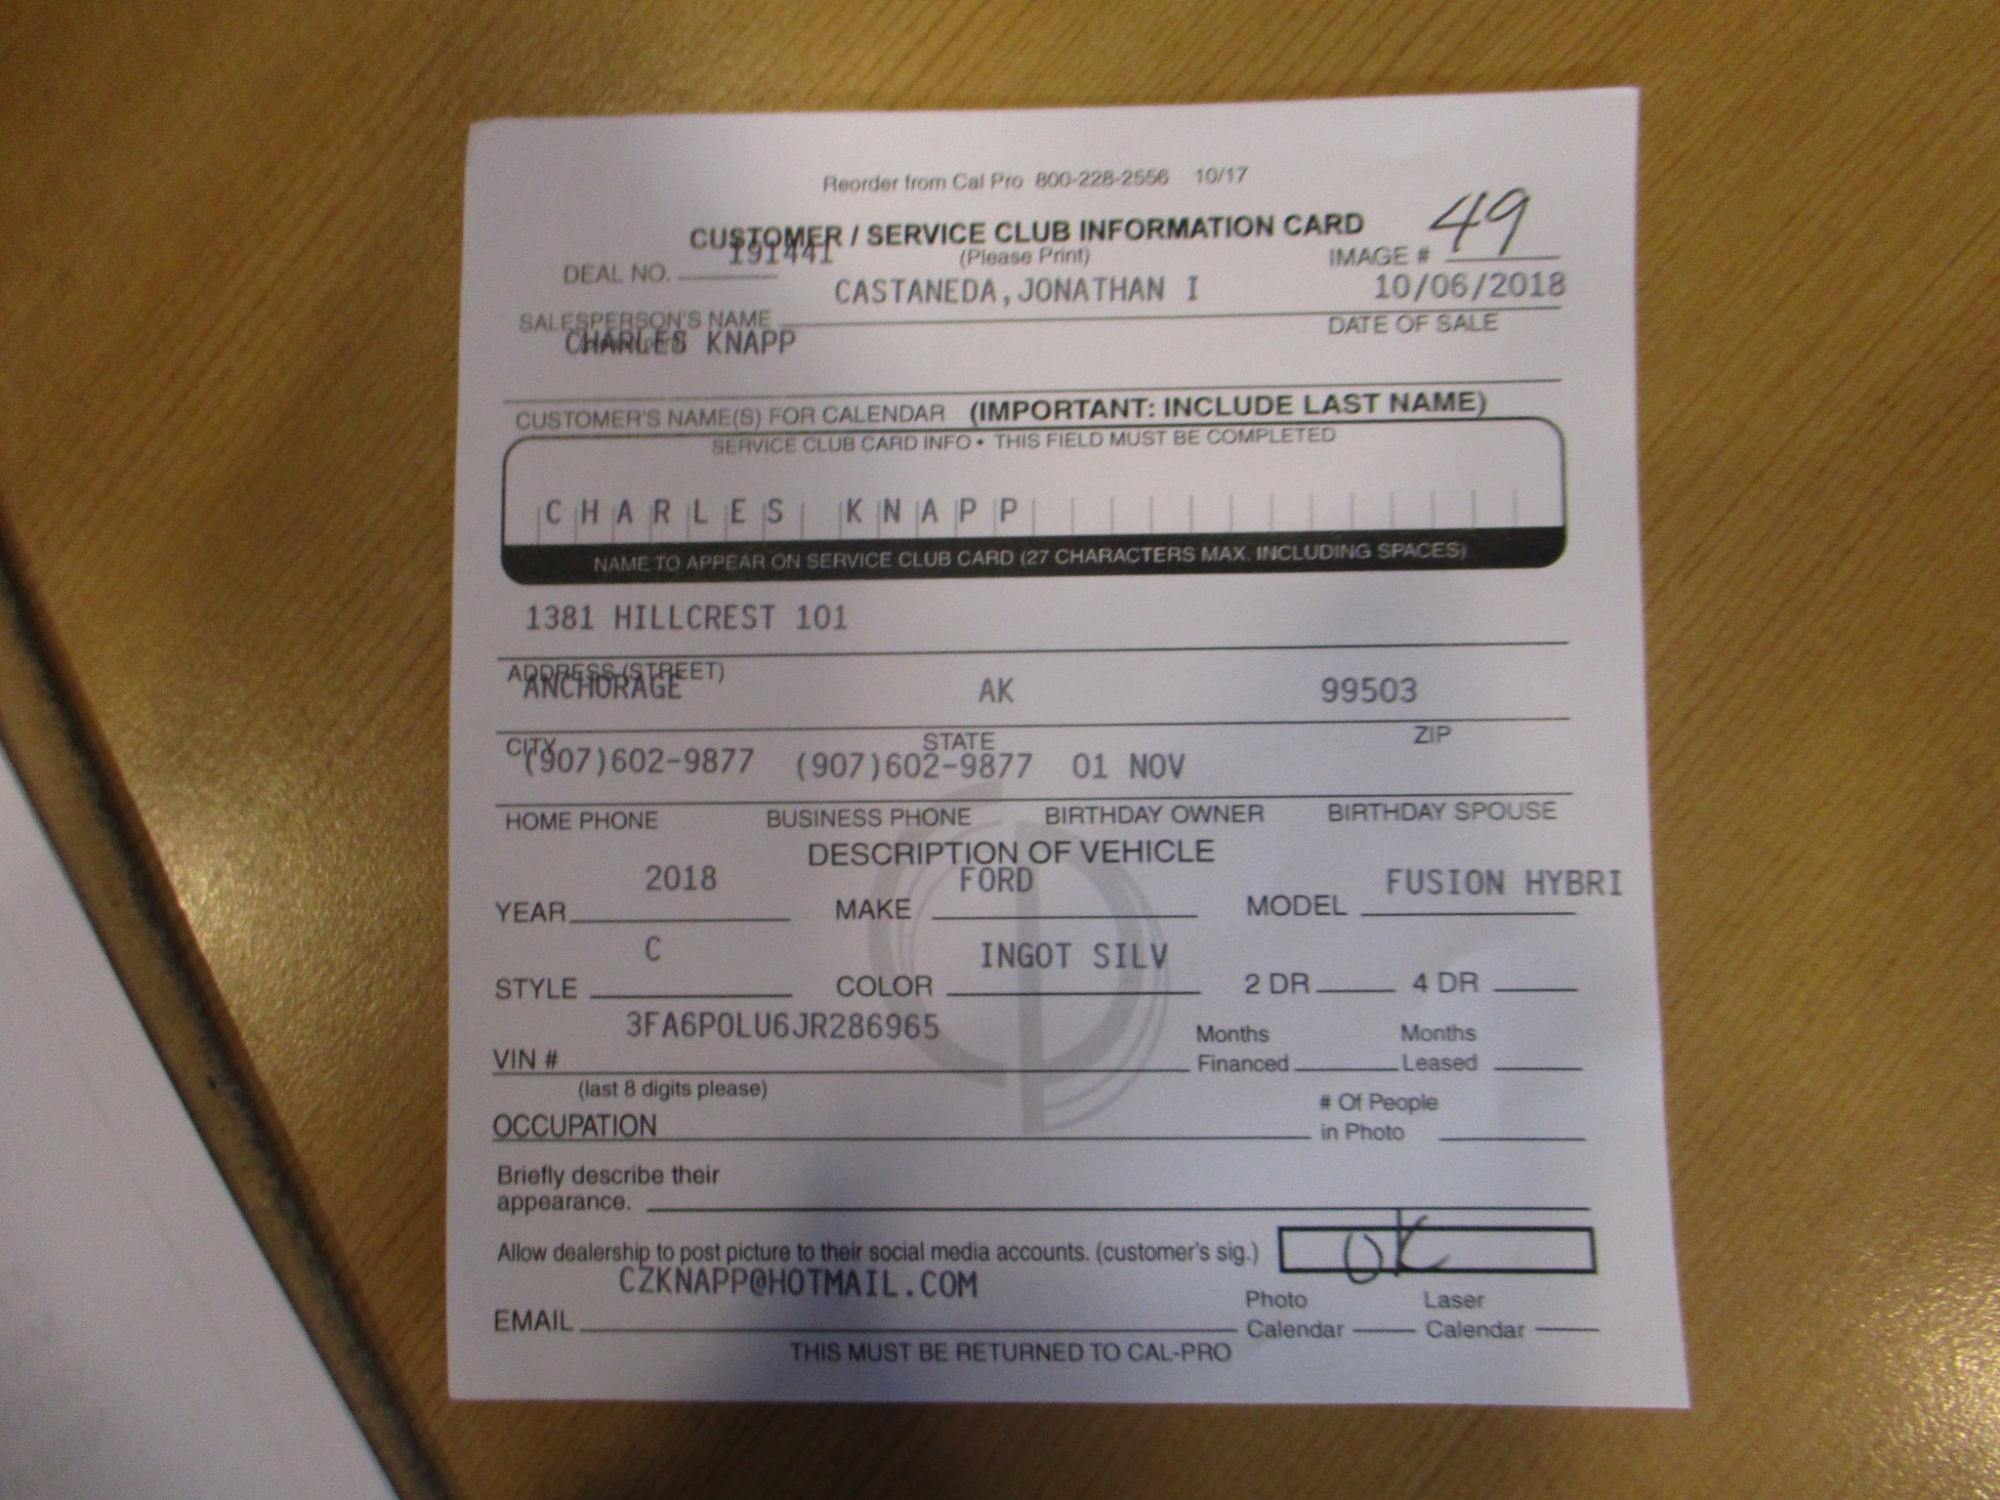 Reorder from Cal Pro 800-228-2556 10/17
CUSTOMER / SERVICE CLUB INFORMATION CARD
49
DEAL NO. 191441 (Please Print) IMAGE #
CASTANEDA,JONATHAN I 10/06/2018
SALESPERSON'S NAME DATE OF SALE
CHARLES KNAPP
CUSTOMER'S NAME(S) FOR CALENDAR (IMPORTANT: INCLUDE LAST NAME)
SERVICE CLUB CARD INFO • THIS FIELD MUST BE COMPLETED
CHARLES KNAPP
NAME TO APPEAR ON SERVICE CLUB CARD (27 CHARACTERS MAX. INCLUDING SPACES)
1381 HILLCREST 101
ADDRESS (STREET)
ANCHORAGE AK 99503
CITY STATE ZIP
(907)602-9877 (907)602-9877 01 NOV
HOME PHONE BUSINESS PHONE BIRTHDAY OWNER BIRTHDAY SPOUSE
DESCRIPTION OF VEHICLE
YEAR 2018 MAKE FORD MODEL FUSION HYBRI
STYLE C COLOR INGOT SILV 2 DR 4 DR
VIN # 3FA6P0LU6JR286965 Months Financed Months Leased
(last 8 digits please)
OCCUPATION # Of People in Photo
Briefly describe their
appearance.
Allow dealership to post picture to their social media accounts. (customer's sig.) OK
CZKNAPP@HOTMAIL.COM
EMAIL Photo Calendar Laser Calendar
THIS MUST BE RETURNED TO CAL-PRO